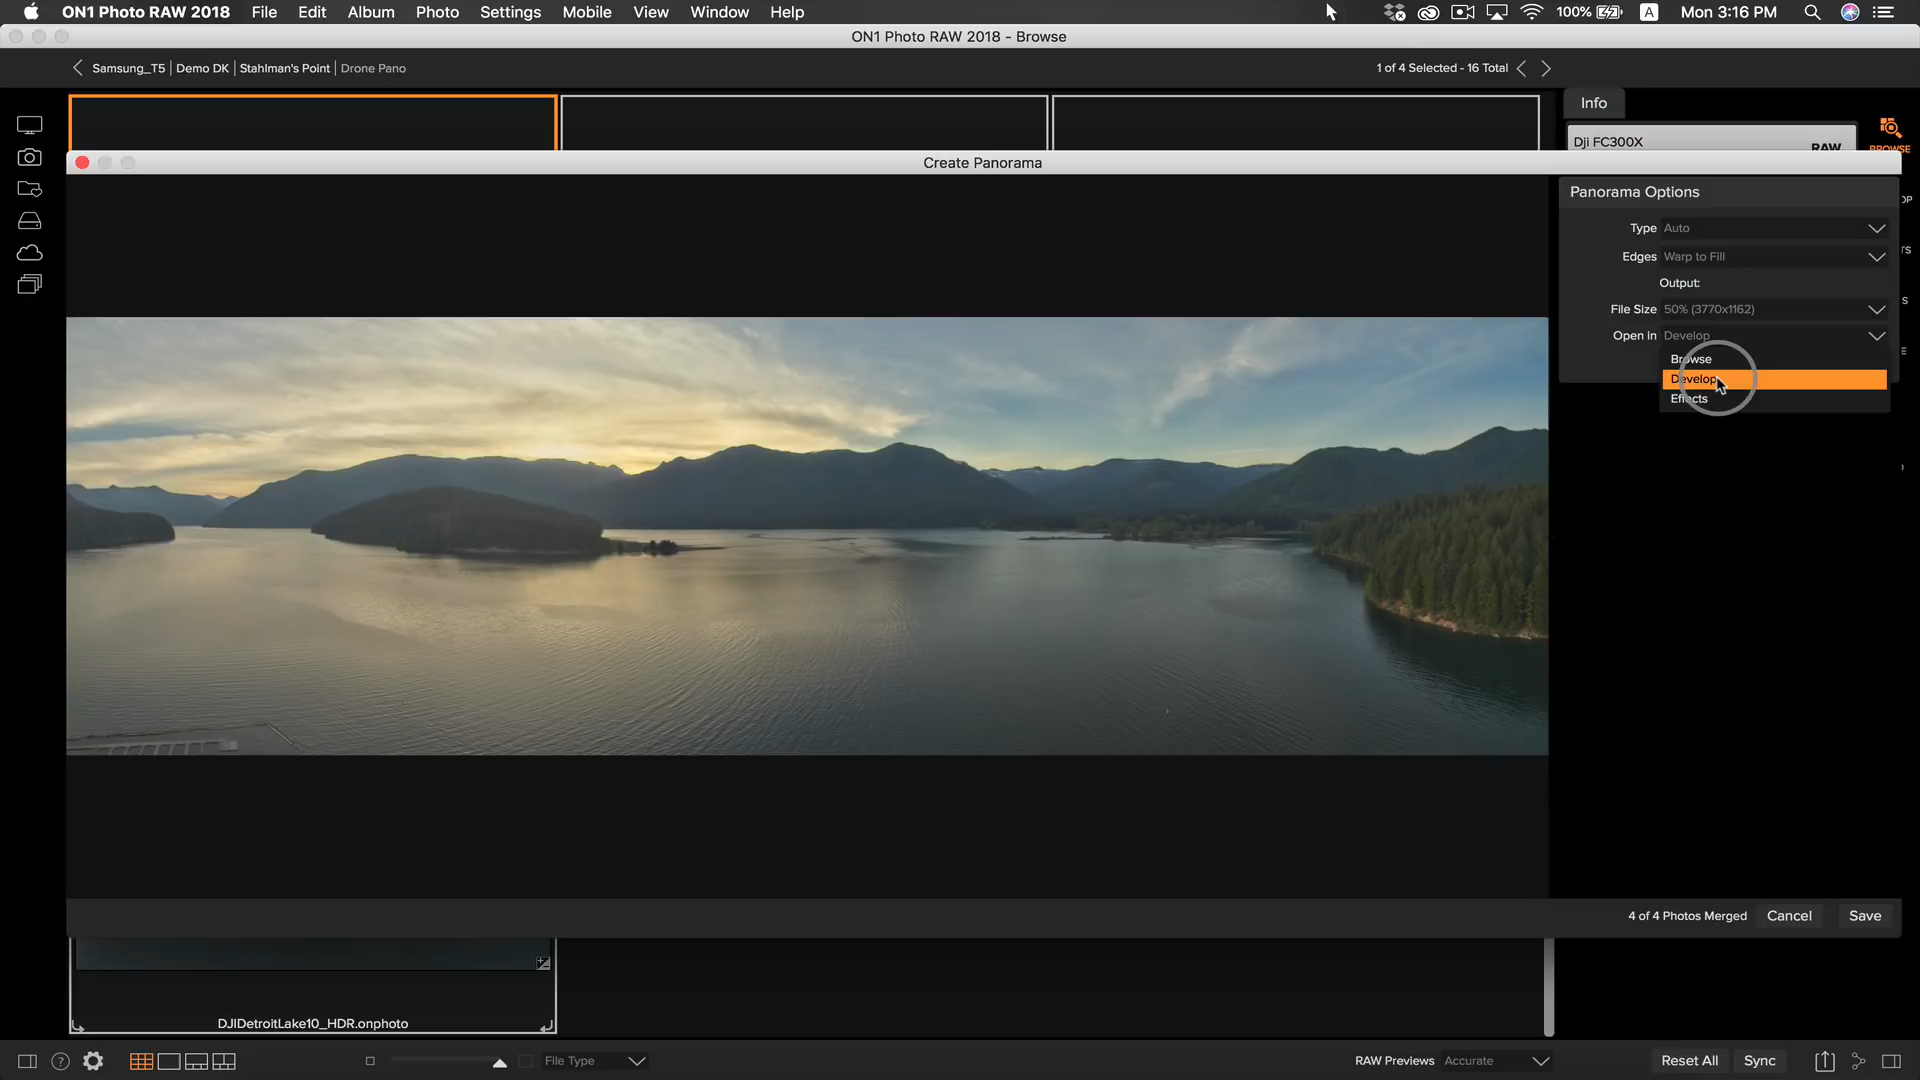 ON1 Photo RAW 2018 File Edit Album Photo Settings Mobile View Window Help 100% A Mon 3:16 PM
ON1 Photo RAW 2018 - Browse
Samsung_T5 | Demo DK | Stahlman's Point | Drone Pano 1 of 4 Selected - 16 Total
Info
Dji FC300X RAW
BROWSE
Create Panorama
Panorama Options
Type Auto
Edges Warp to Fill
Output:
File Size 50% (3770x1162)
Open in Develop
Browse
Develop
Effects
4 of 4 Photos Merged Cancel Save
DJIDetroitLake10_HDR.onphoto
? File Type RAW Previews Accurate Reset All Sync